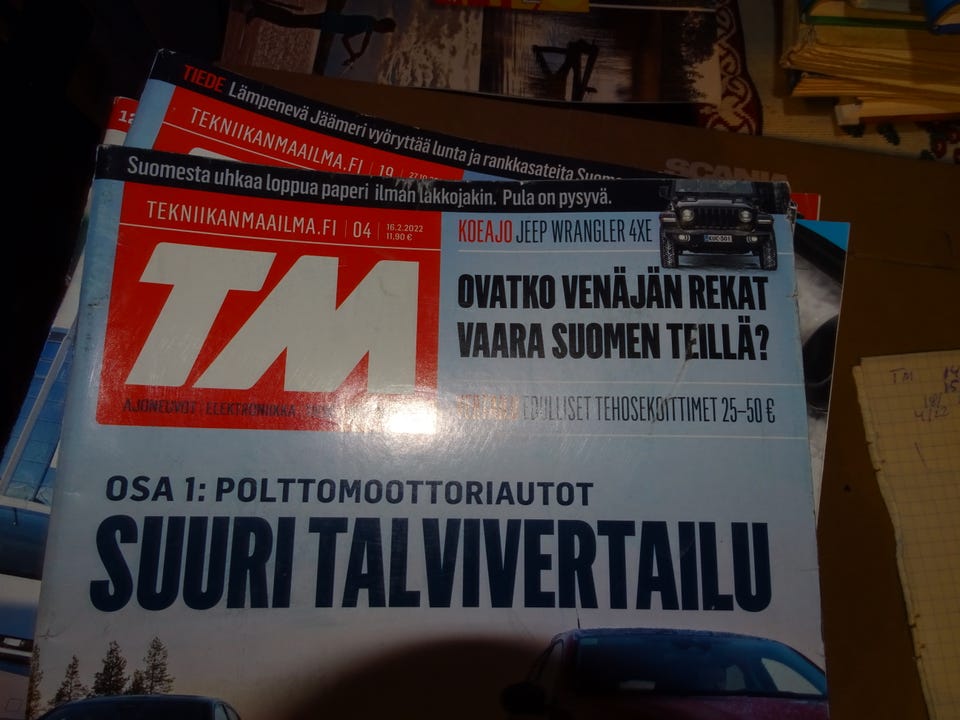 TIEDE Lämpenevä Jäämeri vyöryttää lunta ja rankkasateita
TEKNIIKANMAAILMA.FI | 19
SCANIA
Suomesta uhkaa loppua paperi ilman lakkojakin. Pula on pysyvä.
TEKNIIKANMAAILMA.FI | 04 | 16.2.2022
11,90 €
TM
AJONEUVOT ELEKTRONIIKKA
KOEAJO JEEP WRANGLER 4XE
OVATKO VENÄJÄN REKAT
VAARA SUOMEN TEILLÄ?
EDULLISET TEHOSEKOITTIMET 25–50 €
OSA 1: POLTTOMOOTTORIAUTOT
SUURI TALVIVERTAILU
TM